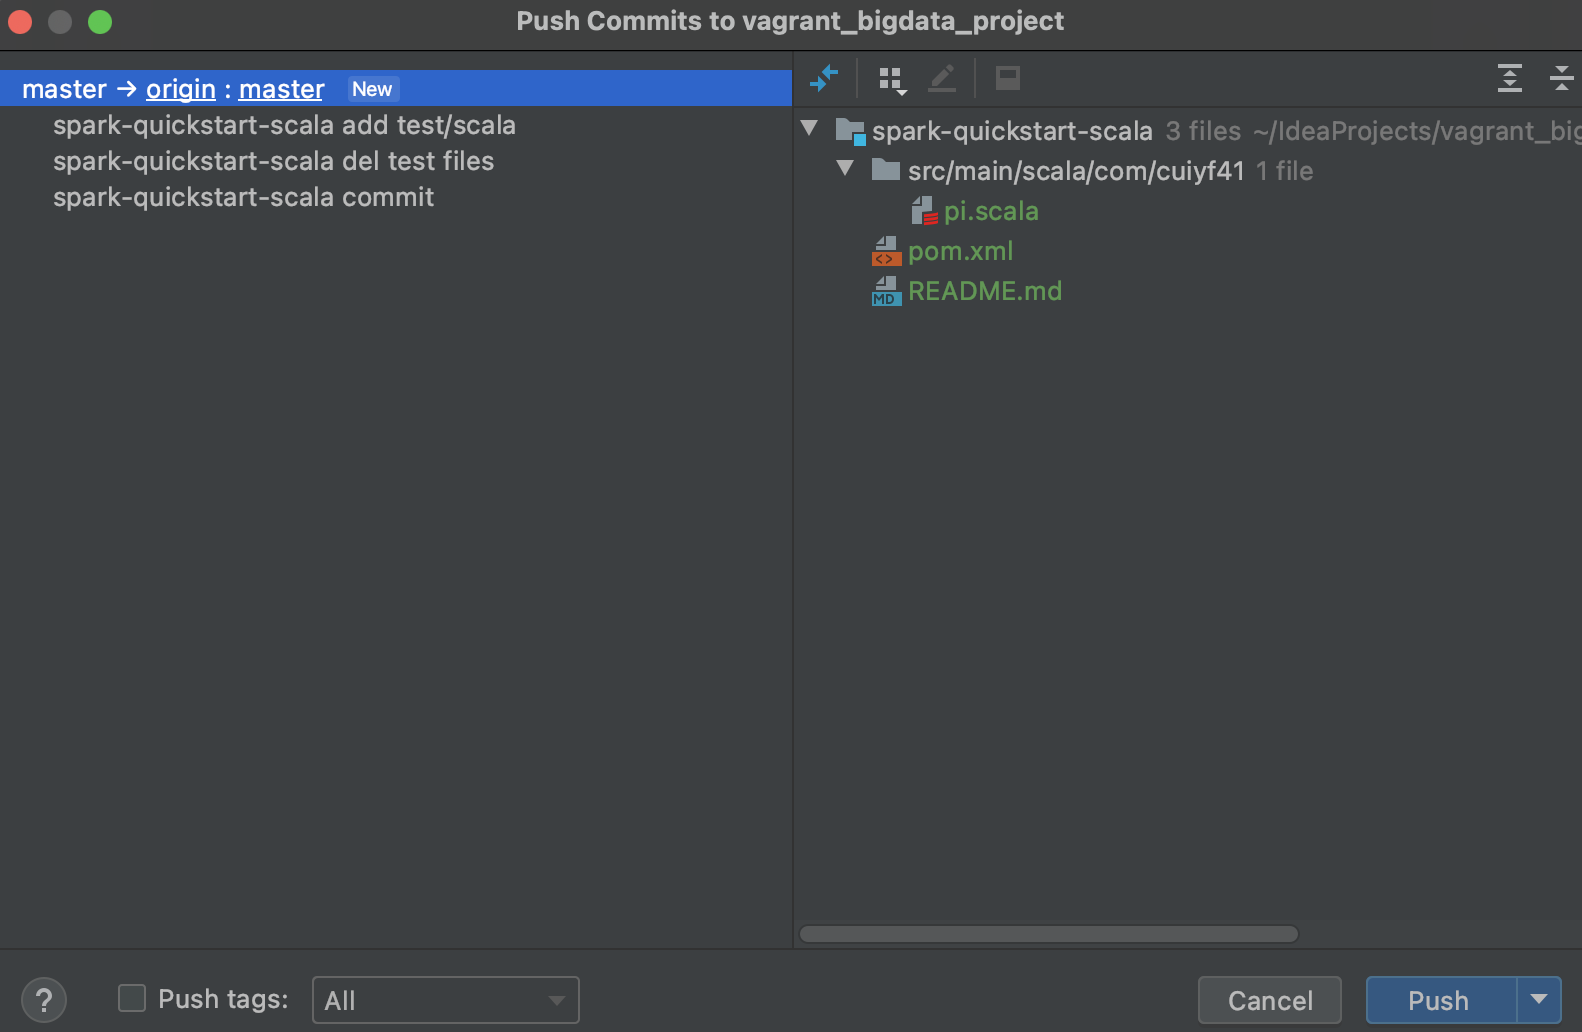 Push Commits to vagrant_bigdata_project
master → origin : master New
spark-quickstart-scala add test/scala
spark-quickstart-scala del test files
spark-quickstart-scala commit
spark-quickstart-scala 3 files ~/IdeaProjects/vagrant_big
src/main/scala/com/cuiyf41 1 file
pi.scala
<> pom.xml
MD README.md
? Push tags: All
Cancel Push